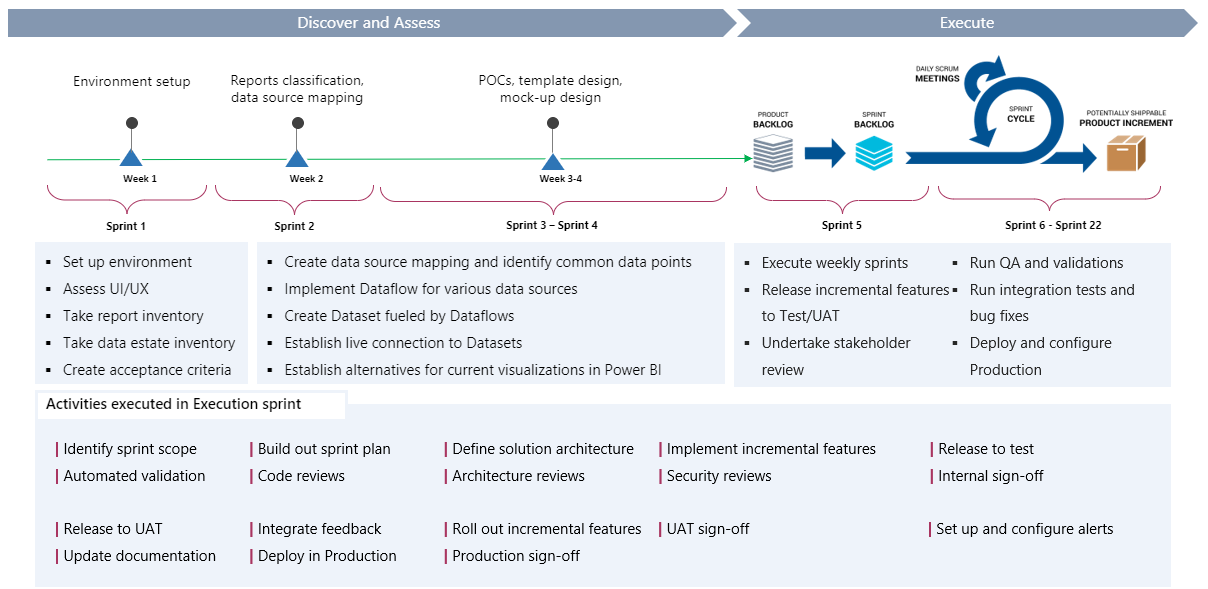 Discover and Assess
Execute
Environment setup
Reports classification,
data source mapping
POCs, template design,
mock-up design
DAILY SCRUM
MEETINGS
SPRINT
CYCLE
PRODUCT
BACKLOG
SPRINT
BACKLOG
POTENTIALLY SHIPPABLE
PRODUCT INCREMENT
Week 1
Week 2
Week 3-4
Sprint 1
Sprint 2
Sprint 3 – Sprint 4
Sprint 5
Sprint 6 - Sprint 22
Set up environment
Assess UI/UX
Take report inventory
Take data estate inventory
Create acceptance criteria
Create data source mapping and identify common data points
Implement Dataflow for various data sources
Create Dataset fueled by Dataflows
Establish live connection to Datasets
Establish alternatives for current visualizations in Power BI
Execute weekly sprints
Release incremental features
to Test/UAT
Undertake stakeholder
review
Run QA and validations
Run integration tests and
bug fixes
Deploy and configure
Production
Activities executed in Execution sprint
Identify sprint scope
Automated validation
Build out sprint plan
Code reviews
Define solution architecture
Architecture reviews
Implement incremental features
Security reviews
Release to test
Internal sign-off
Release to UAT
Update documentation
Integrate feedback
Deploy in Production
Roll out incremental features
Production sign-off
UAT sign-off
Set up and configure alerts